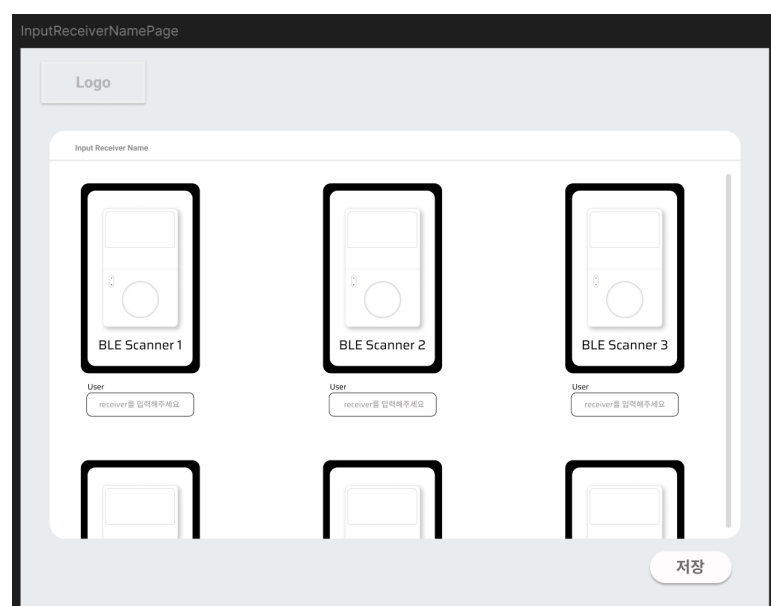 InputReceiverNamePage
Logo
Input Receiver Name
BLE Scanner 1
BLE Scanner 2
BLE Scanner 3
User
User
User
receiver를 입력해주세요
receiver를 입력해주세요
receiver를 입력해주세요
저장